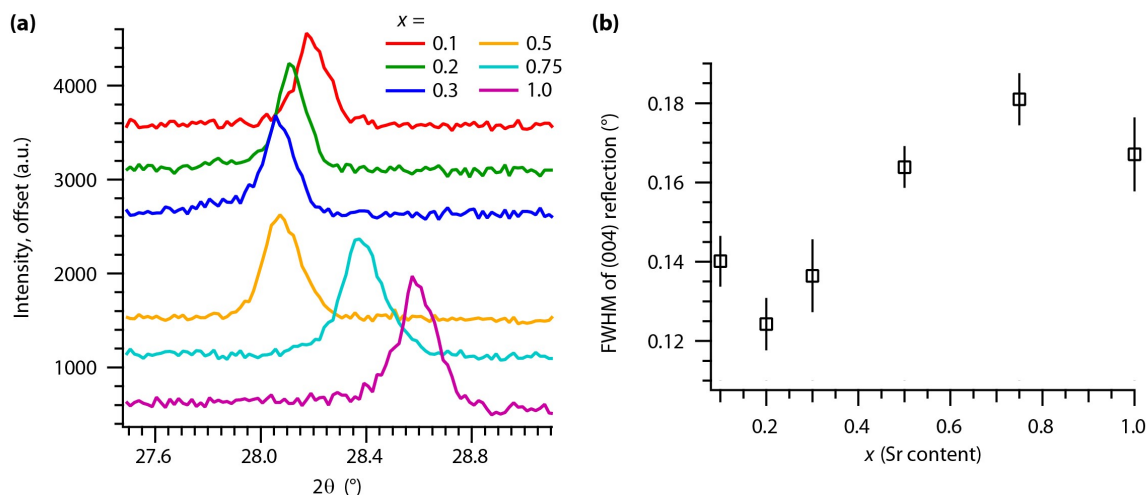 (a)
x =
0.1 0.5
0.2 0.75
0.3 1.0
Intensity, offset (a.u.)
4000
3000
2000
1000
27.6 28.0 28.4 28.8
2θ (°)
(b)
FWHM of (004) reflection (°)
0.18
0.16
0.14
0.12
0.2 0.4 0.6 0.8 1.0
x (Sr content)